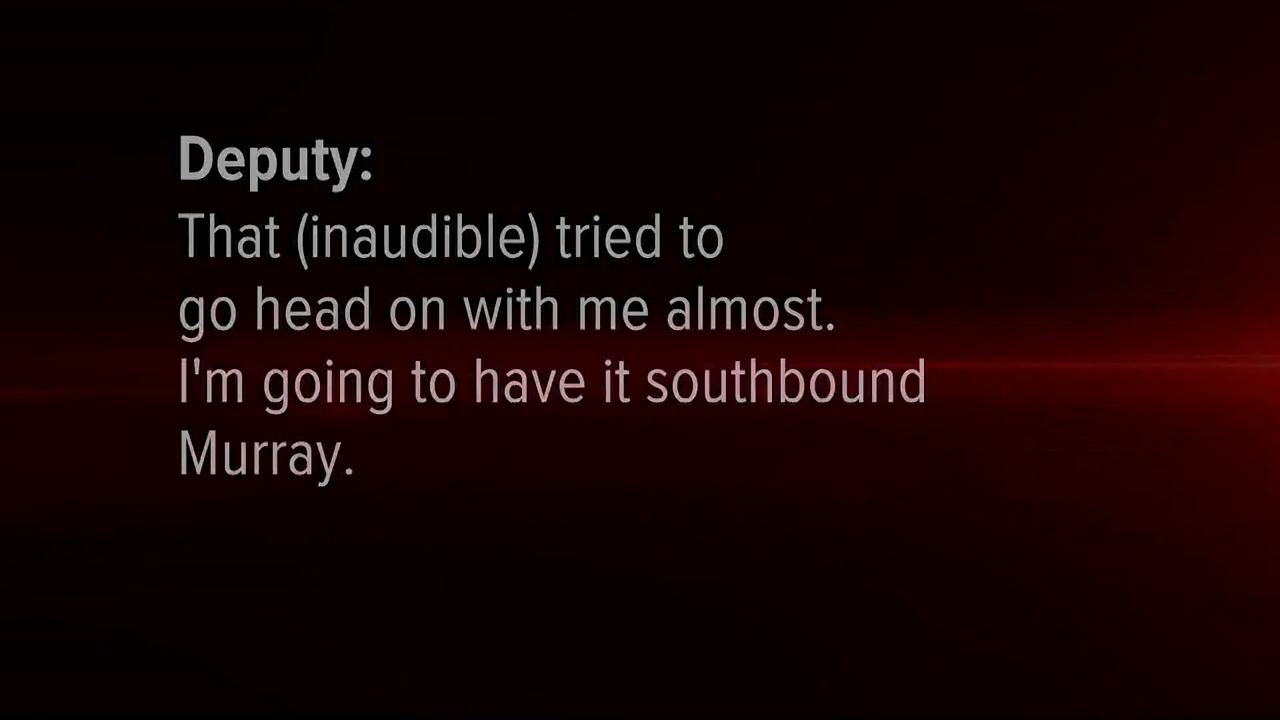 Deputy:
That (inaudible) tried to
go head on with me almost.
I'm going to have it southbound
Murray.